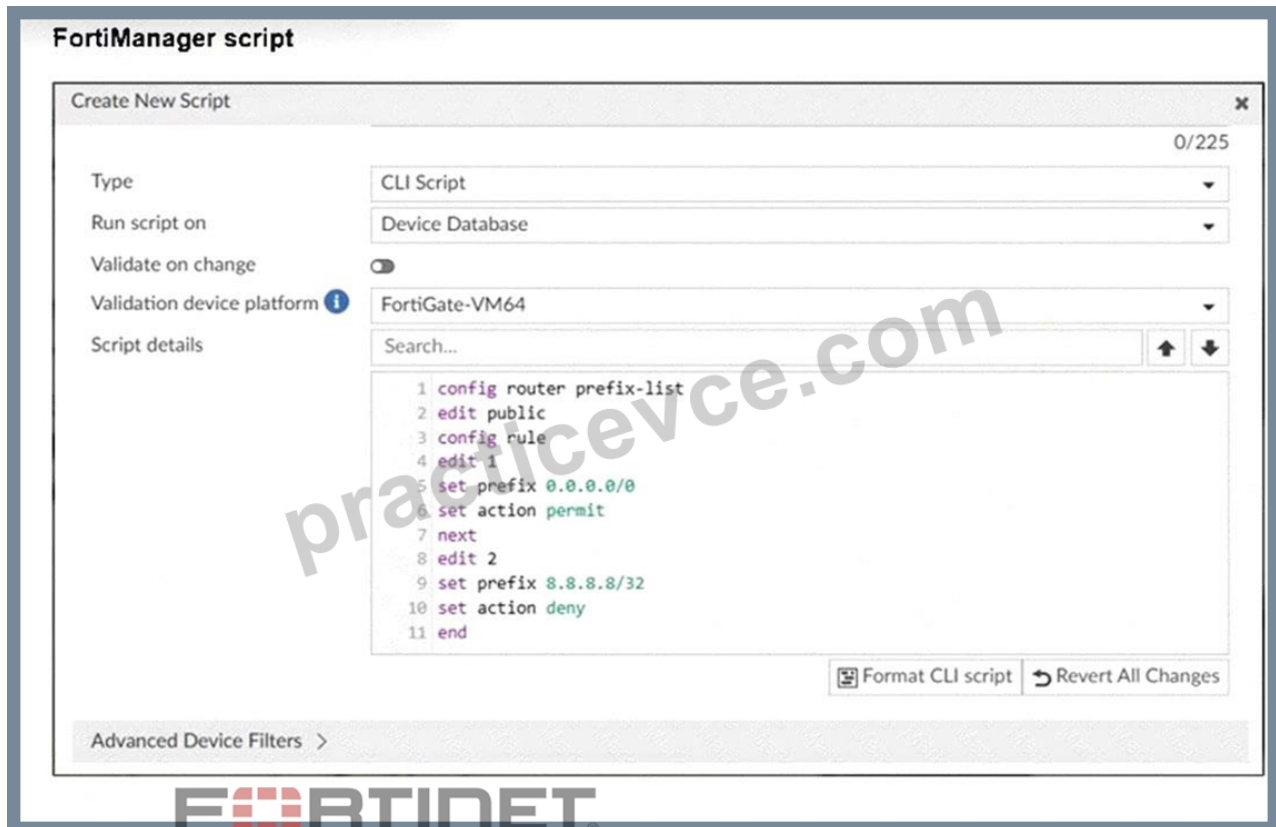 FortiManager script
Create New Script
0/225
Type CLI Script
Run script on Device Database
Validate on change
Validation device platform FortiGate-VM64
Script details Search...
1 config router prefix-list
2 edit public
3 config rule
4 edit 1
5 set prefix 0.0.0.0/0
6 set action permit
7 next
8 edit 2
9 set prefix 8.8.8.8/32
10 set action deny
11 end
practicevce.com
Format CLI script Revert All Changes
Advanced Device Filters >
FORTINET